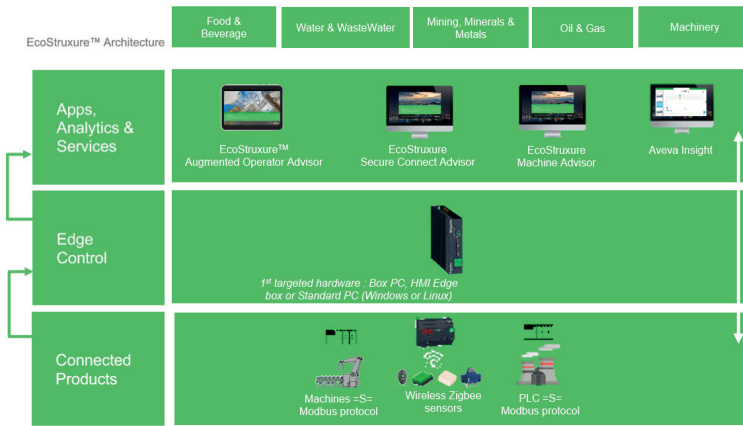 EcoStruxure™ Architecture
Food &
Beverage
Water & WasteWater
Mining, Minerals &
Metals
Oil & Gas
Machinery
Apps,
Analytics &
Services
EcoStruxure™
Augmented Operator Advisor
EcoStruxure
Secure Connect Advisor
EcoStruxure
Machine Advisor
Aveva Insight
Edge
Control
1st targeted hardware : Box PC, HMI Edge
box or Standard PC (Windows or Linux)
Connected
Products
Machines =S=
Modbus protocol
Wireless Zigbee
sensors
PLC =S=
Modbus protocol